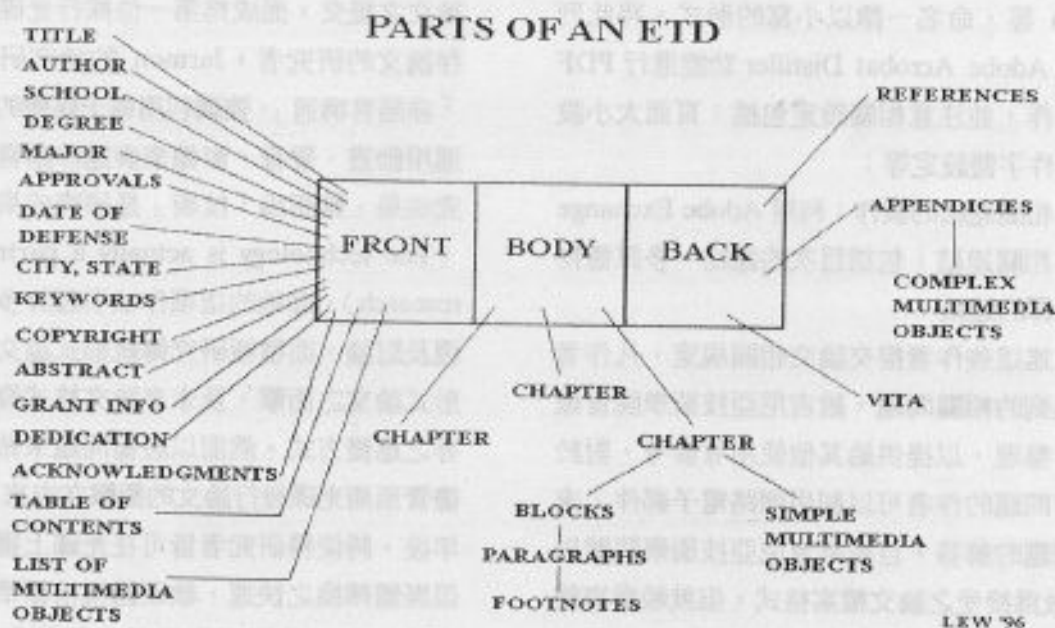 PARTS OF AN ETD
TITLE
AUTHOR
SCHOOL
DEGREE
MAJOR
APPROVALS
DATE OF
DEFENSE
CITY, STATE
KEYWORDS
COPYRIGHT
ABSTRACT
GRANT INFO
DEDICATION
ACKNOWLEDGMENTS
TABLE OF
CONTENTS
LIST OF
MULTIMEDIA
OBJECTS
FRONT
BODY
BACK
CHAPTER
CHAPTER
CHAPTER
BLOCKS
PARAGRAPHS
FOOTNOTES
SIMPLE
MULTIMEDIA
OBJECTS
REFERENCES
APPENDICIES
COMPLEX
MULTIMEDIA
OBJECTS
VITA
LEW '96